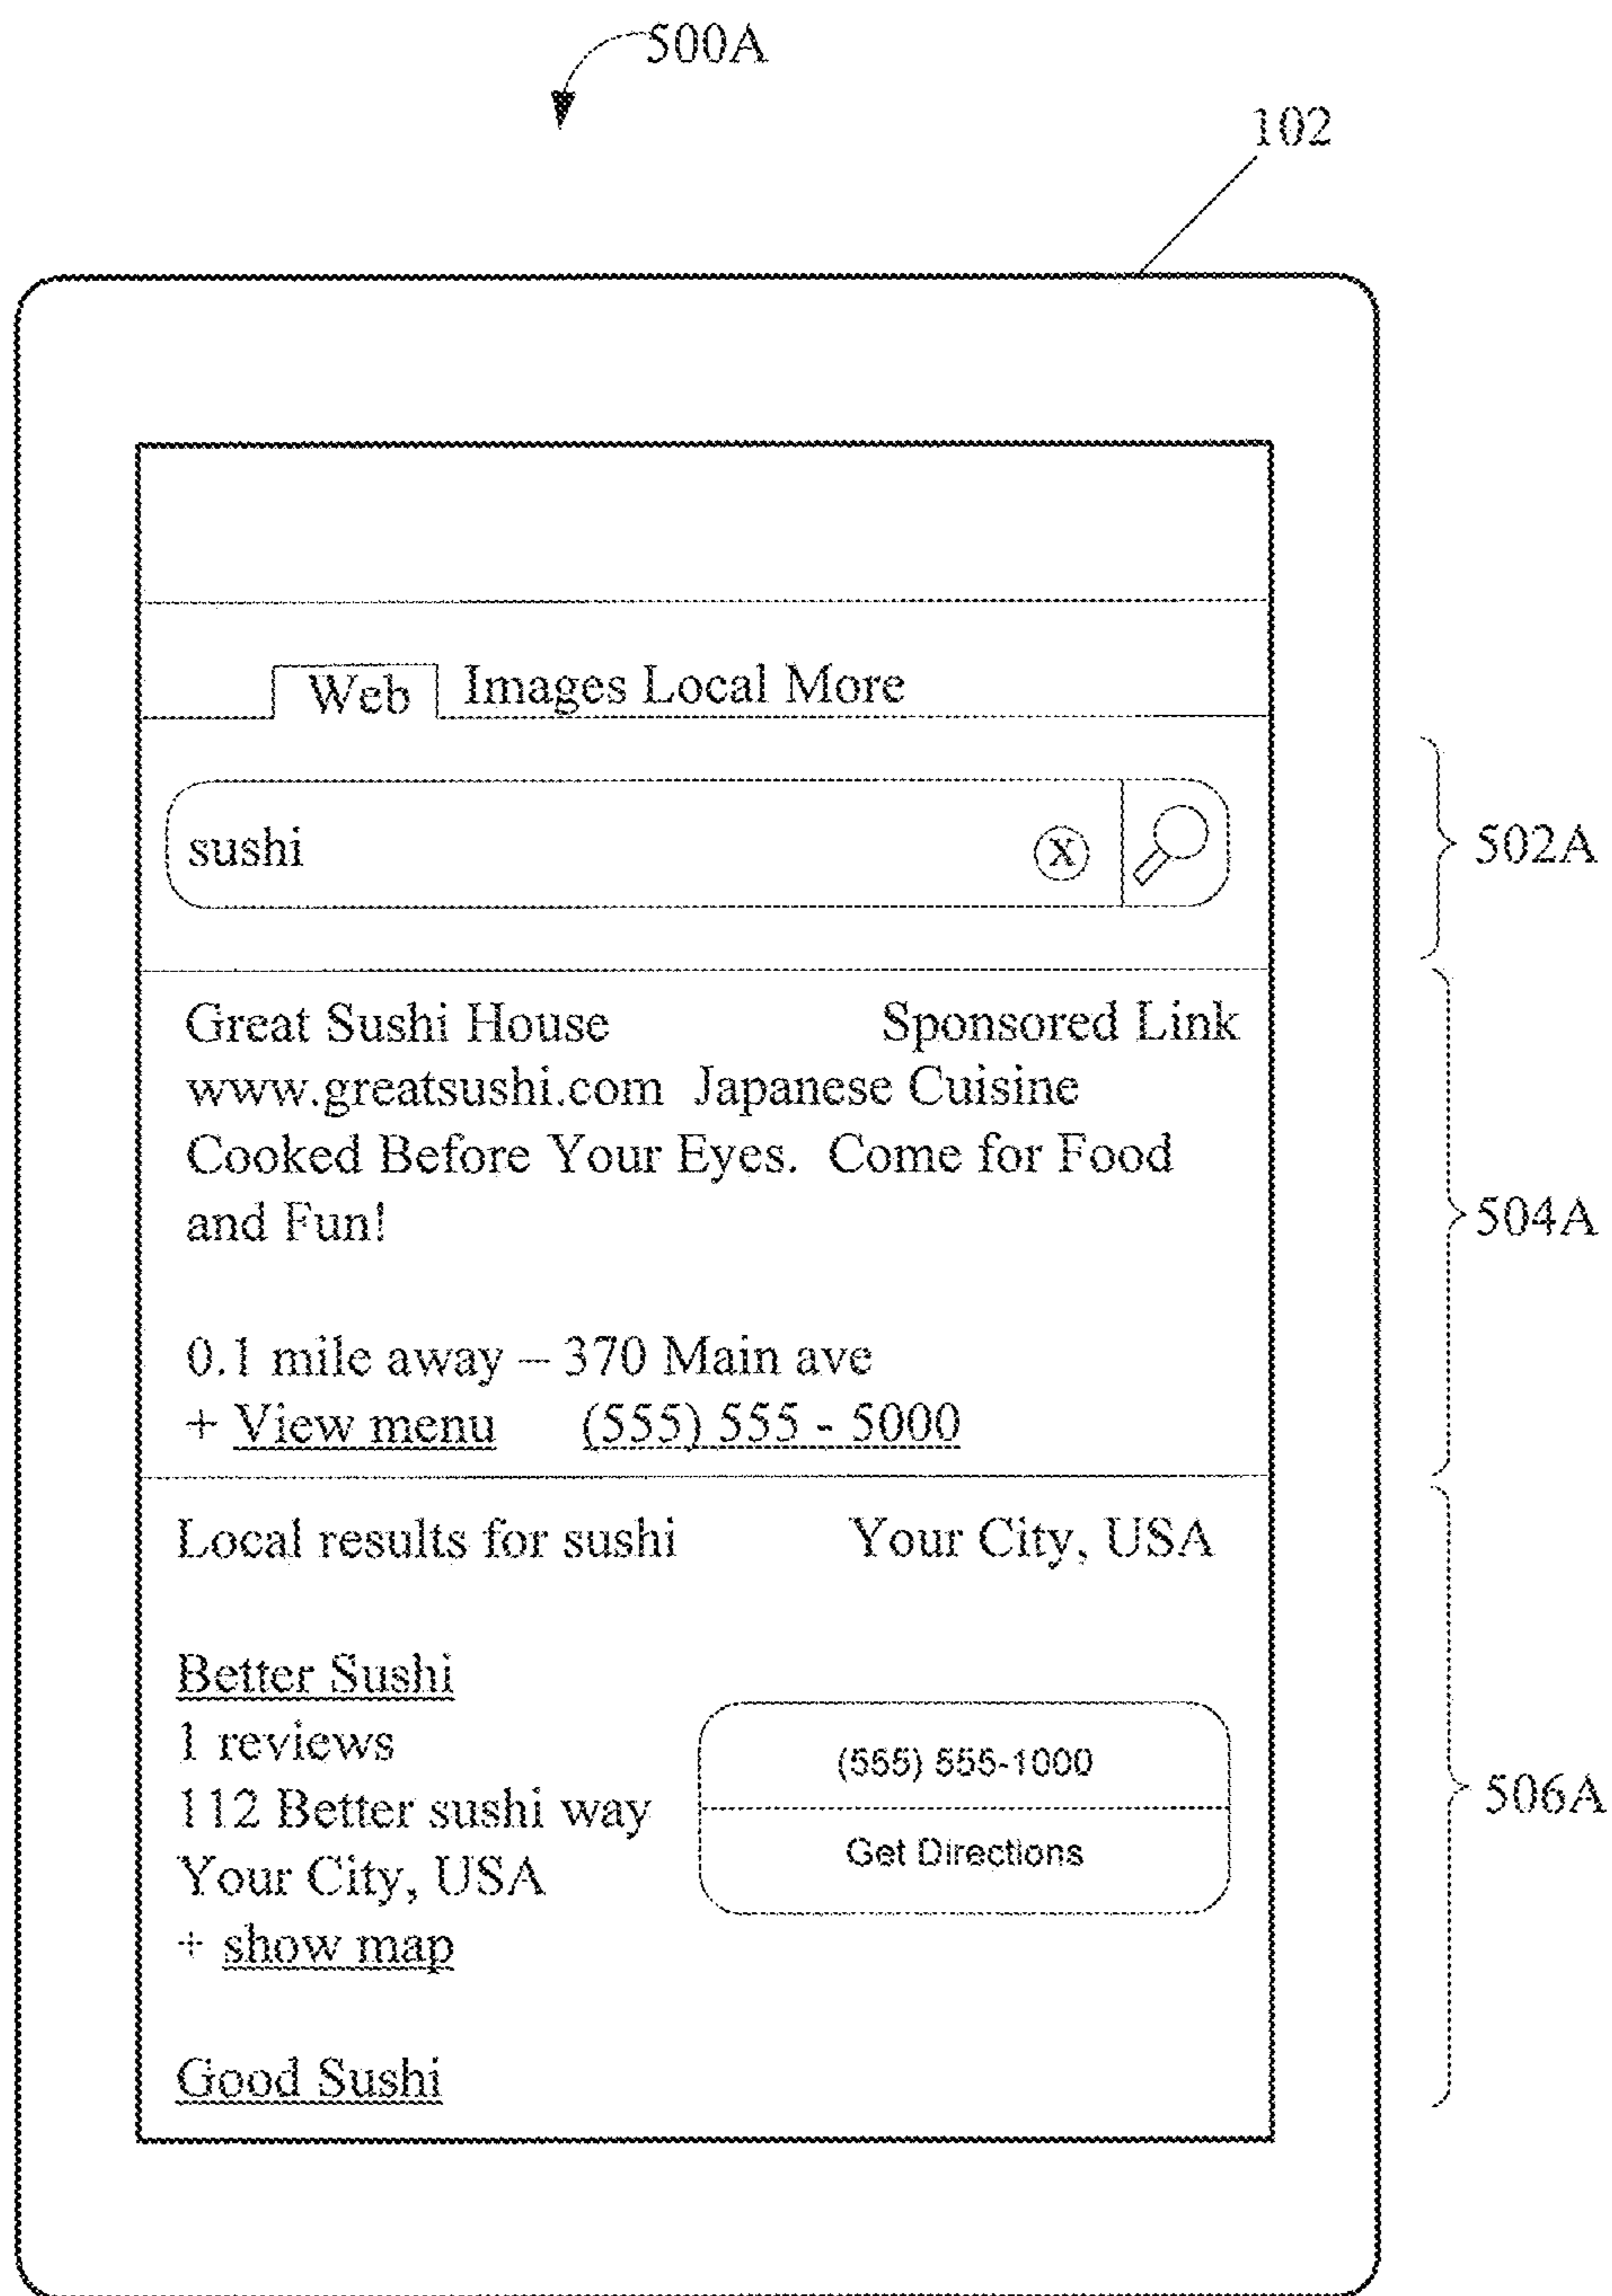 500A
102
Web Images Local More
sushi X
502A
Great Sushi House Sponsored Link
www.greatsushi.com Japanese Cuisine
Cooked Before Your Eyes. Come for Food
and Fun!
504A
0.1 mile away – 370 Main ave
+ View menu (555) 555 - 5000
Local results for sushi Your City, USA
Better Sushi
1 reviews
(555) 555-1000
112 Better sushi way
506A
Get Directions
Your City, USA
+ show map
Good Sushi